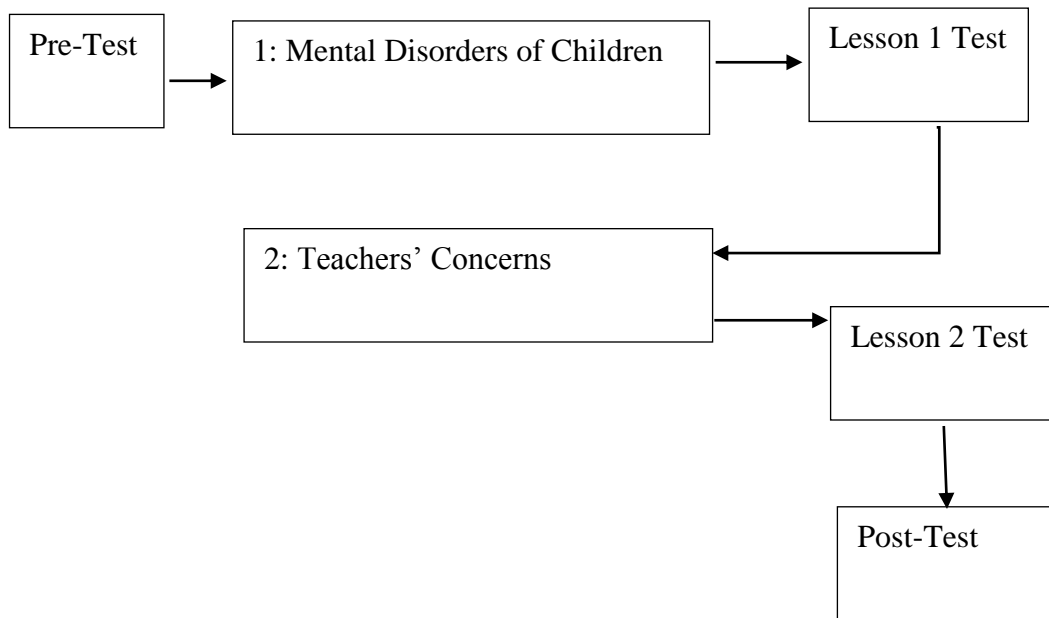 Pre-Test
1: Mental Disorders of Children
Lesson 1 Test
2: Teachers’ Concerns
Lesson 2 Test
Post-Test